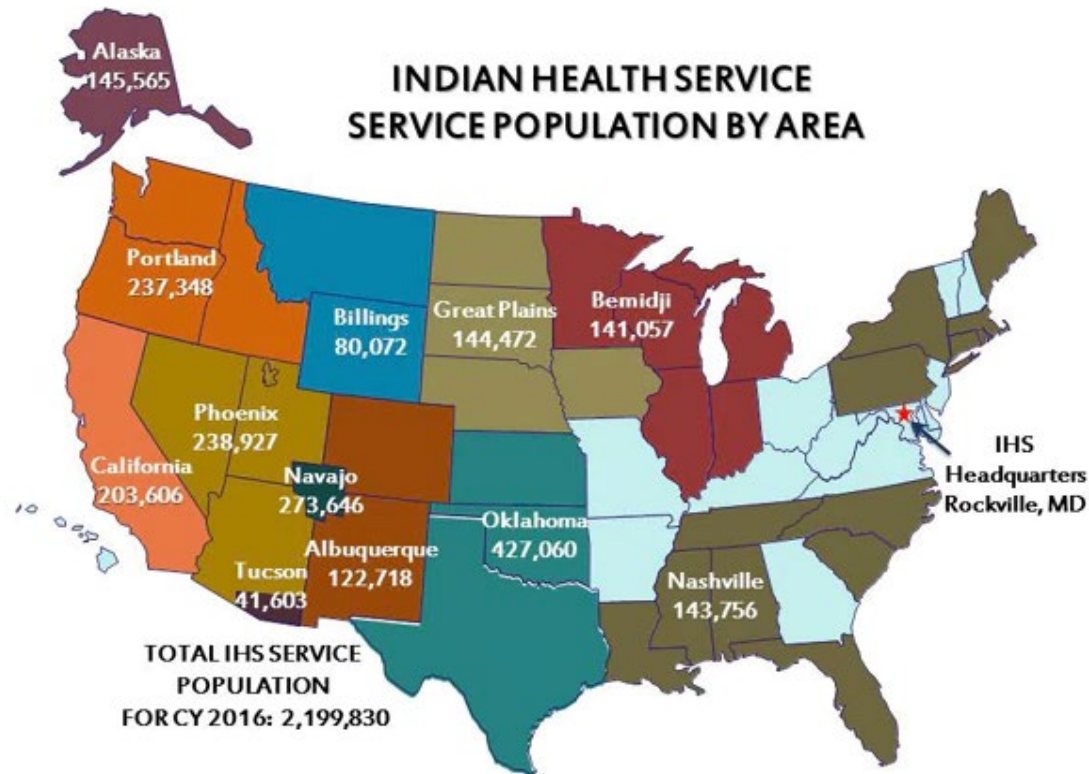 Alaska
145,565
INDIAN HEALTH SERVICE
SERVICE POPULATION BY AREA
Portland
237,348
Billings
80,072
Great Plains
144,472
Bemidji
141,057
Phoenix
238,927
California
203,606
Navajo
273,646
Albuquerque
122,718
Tucson
41,603
Oklahoma
427,060
Nashville
143,756
IHS
Headquarters
Rockville, MD
TOTAL IHS SERVICE
POPULATION
FOR CY 2016: 2,199,830